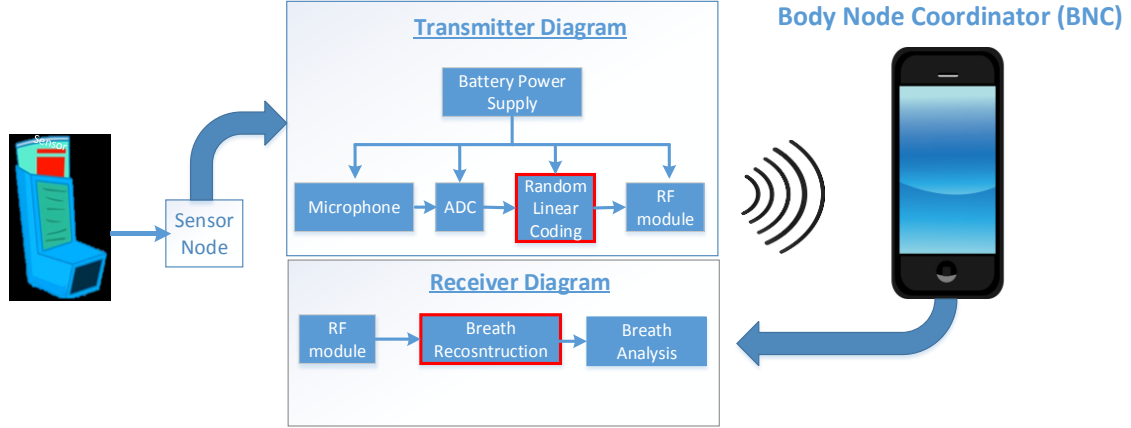 Body Node Coordinator (BNC)
Transmitter Diagram
Battery Power
Supply
Sensor
Microphone
ADC
Random
Linear
Coding
RF
module
Sensor
Node
Receiver Diagram
RF
module
Breath
Recosntruction
Breath
Analysis